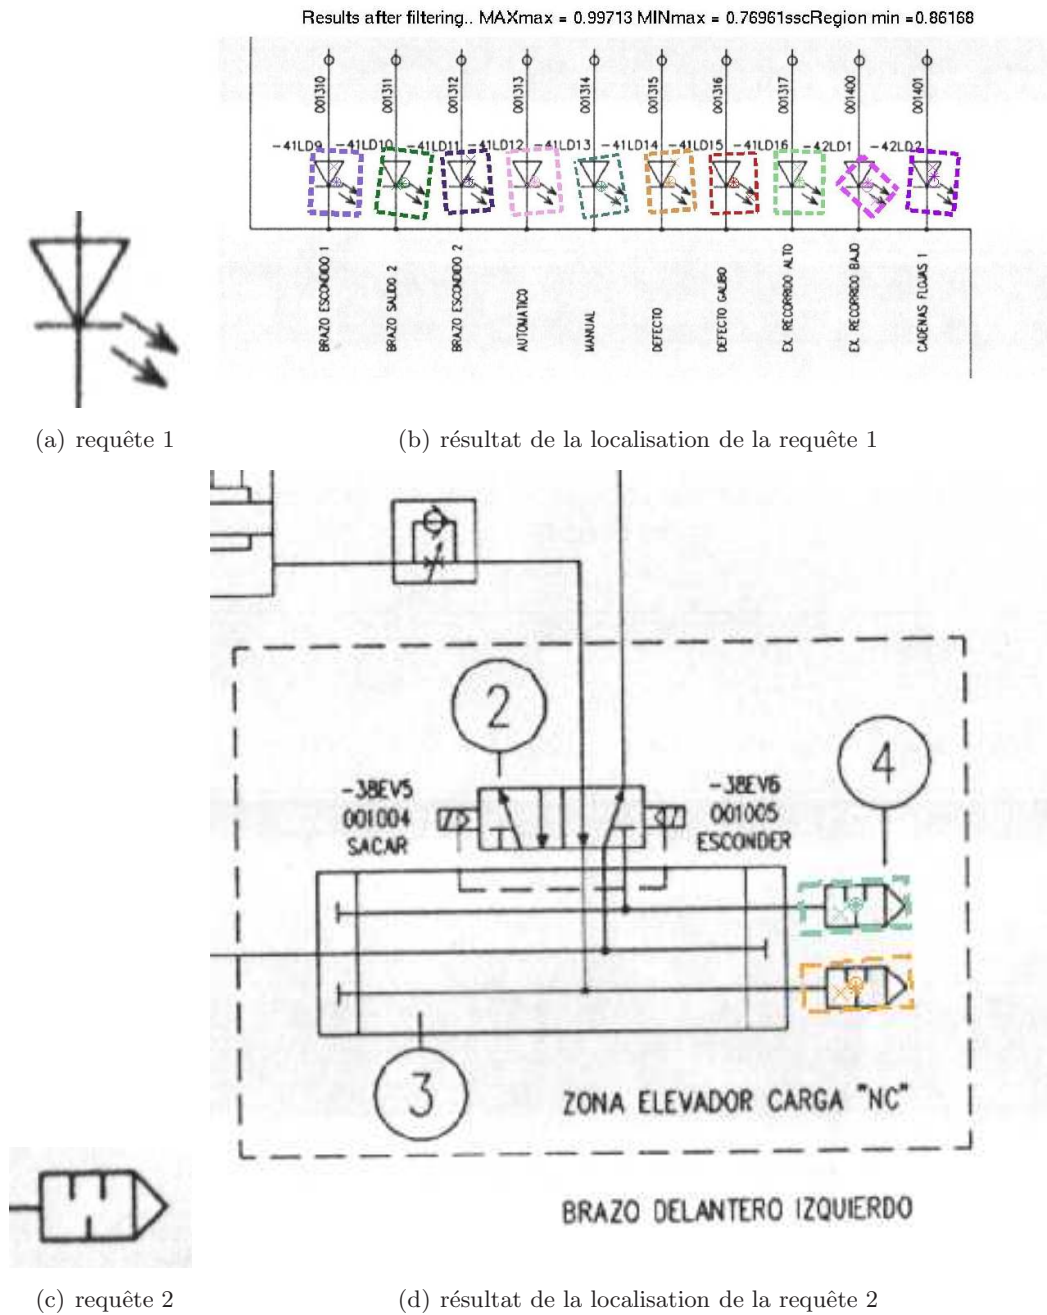 Results after filtering.. MAXmax = 0.99713 MINmax = 0.76961sscRegion min =0.86168
001310
001311
001312
001313
001314
001315
001316
001317
001400
001401
-41LD9
-41LD10
-41LD11
-41LD12
-41LD13
-41LD14
-41LD15
-41LD16
-42LD1
-42LD2
BRAZO ESCONDIDO 1
BRAZO SALIDO 2
BRAZO ESCONDIDO 2
AUTOMATICO
MANUAL
DEFECTO
DEFECTO GALIBO
EX. RECORRIDO ALTO
EX. RECORRIDO BAJO
CADENAS FLOJAS 1
(a) requête 1
(b) résultat de la localisation de la requête 1
2
4
-38EV5
001004
SACAR
-38EV6
001005
ESCONDER
3
ZONA ELEVADOR CARGA "NC"
BRAZO DELANTERO IZQUIERDO
(c) requête 2
(d) résultat de la localisation de la requête 2